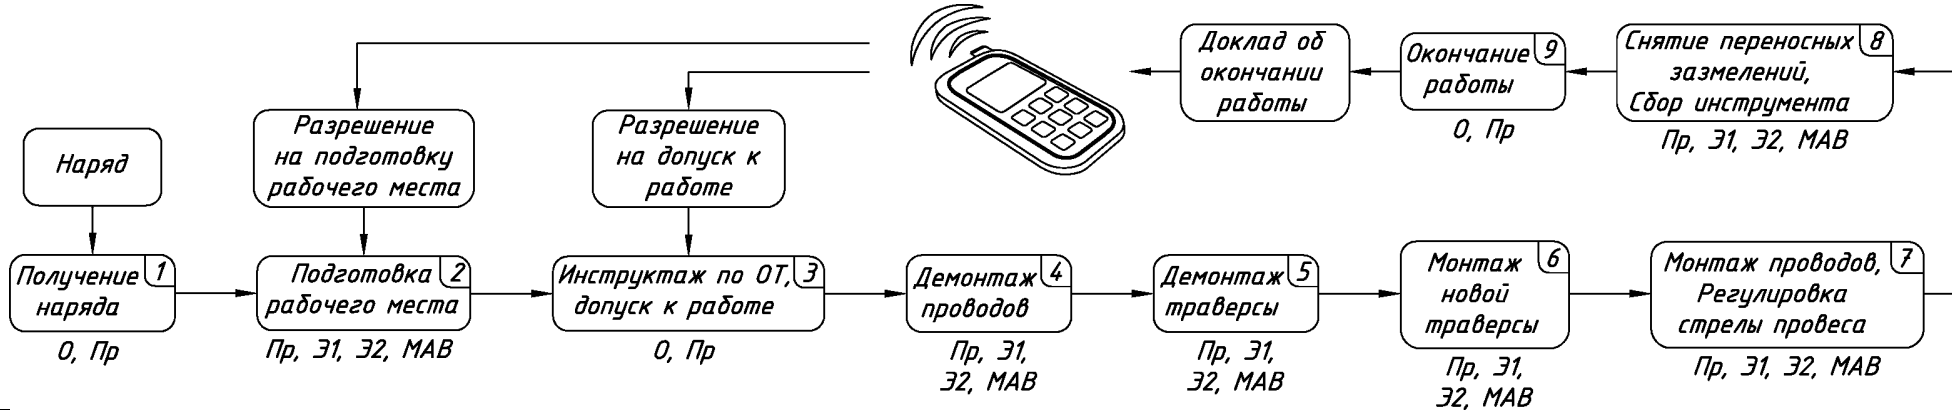 Наряд
Разрешение
на подготовку
рабочего места
Разрешение
на допуск к
работе
Доклад об
окончании
работы
Окончание
работы
9
О, Пр
Снятие переносных
зазмелений,
Сбор инструмента
8
Пр, Э1, Э2, МАВ
Получение
наряда
1
О, Пр
Подготовка
рабочего места
2
Пр, Э1, Э2, МАВ
Инструктаж по ОТ,
допуск к работе
3
О, Пр
Демонтаж
проводов
4
Пр, Э1,
Э2, МАВ
Демонтаж
траверсы
5
Пр, Э1,
Э2, МАВ
Монтаж
новой
траверсы
6
Пр, Э1,
Э2, МАВ
Монтаж проводов,
Регулировка
стрелы провеса
7
Пр, Э1, Э2, МАВ